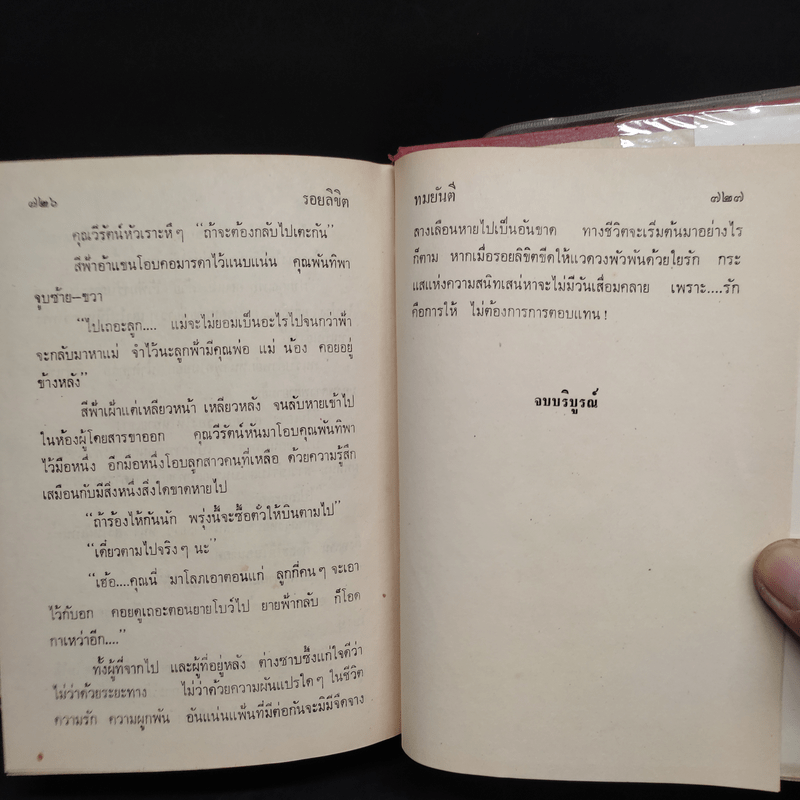 ๗๒๖ รอยลิขิต
คุณวีรัตน์หัวเราะหึๆ “ถ้าจะต้องกลับไปเตะกัน”
สีฟ้าอ้าแขนโอบคอมารดาไว้แนบแน่น คุณพันทิพา
จูบซ้าย–ขวา
“ไปเถอะลูก.... แม่จะไม่ยอมเป็นอะไรไปจนกว่าฟ้า
จะกลับมาหาแม่ จำไว้นะลูกฟ้ามีคุณพ่อ แม่ น้อง คอยอยู่
ข้างหลัง”
สีฟ้าเฝ้าแต่เหลียวหน้า เหลียวหลัง จนลับหายเข้าไป
ในห้องผู้โดยสารขาออก คุณวีรัตน์หันมาโอบคุณพันทิพา
ไว้มือหนึ่ง อีกมือหนึ่งโอบลูกสาวคนที่เหลือ ด้วยความรู้สึก
เสมือนกับมีสิ่งหนึ่งสิ่งใดขาดหายไป
“ถ้าร้องไห้กันนัก พรุ่งนี้จะซื้อตั๋วให้บินตามไป”
“เดี๋ยวตามไปจริงๆ นะ”
“เฮ้อ....คุณนี่ มาโลภเอาตอนแก่ ลูกกี่คนๆ จะเอา
ไว้กับอก คอยดูเถอะตอนยายโบว์ไป ยายฟ้ากลับ ก็โอด
กาเหว่าอีก....”
ทั้งผู้ที่จากไป และผู้ที่อยู่หลัง ต่างซาบซึ้งแก่ใจดีว่า
ไม่ว่าด้วยระยะทาง ไม่ว่าด้วยความผันแปรใดๆ ในชีวิต
ความรัก ความผูกพัน อันแน่นแฟ้นที่มีต่อกันจะมิมีจืดจาง
ทมยันตี ๗๒๗
ลางเลือนหายไปเป็นอันขาด ทางชีวิตจะเริ่มต้นมาอย่างไร
ก็ตาม หากเมื่อรอยลิขิตขีดให้แวดวงพัวพันด้วยใยรัก กระ
แสแห่งความสนิทเสน่หาจะไม่มีวันเสื่อมคลาย เพราะ....รัก
คือการให้ ไม่ต้องการการตอบแทน !
จบบริบูรณ์